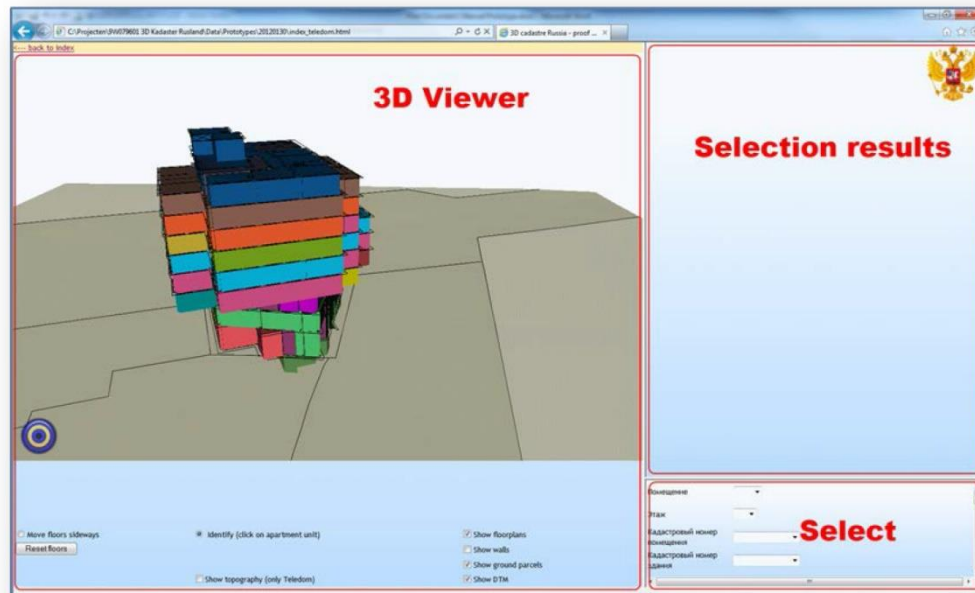 C:\Projecten\9W079601 3D Kadaster Rusland\Data\Prototypes\20120130\index_teledom.html
3D cadastre Russia - proof ...
<--- back to index
3D Viewer
Selection results
Move floors sideways
Identify (click on apartment unit)
Show floorplans
Reset floors
Show walls
Show ground parcels
Show topography (only Teledom)
Show DTM
Помещение
Этаж
Кадастровый номер
помещения
Select
Кадастровый номер
здания